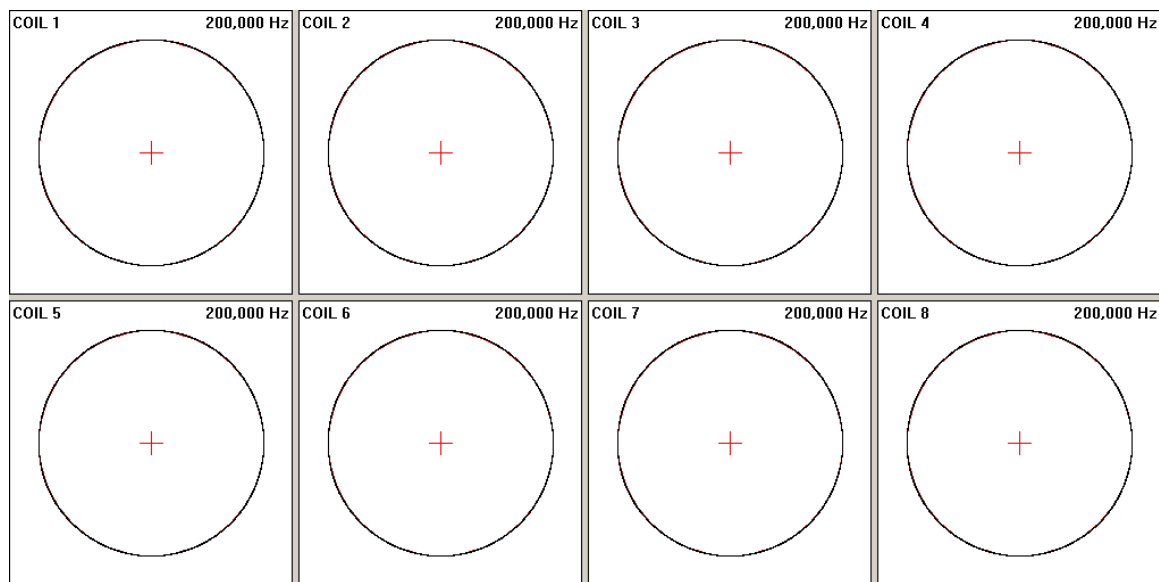 COIL 1 200,000 Hz
COIL 2 200,000 Hz
COIL 3 200,000 Hz
COIL 4 200,000 Hz
COIL 5 200,000 Hz
COIL 6 200,000 Hz
COIL 7 200,000 Hz
COIL 8 200,000 Hz